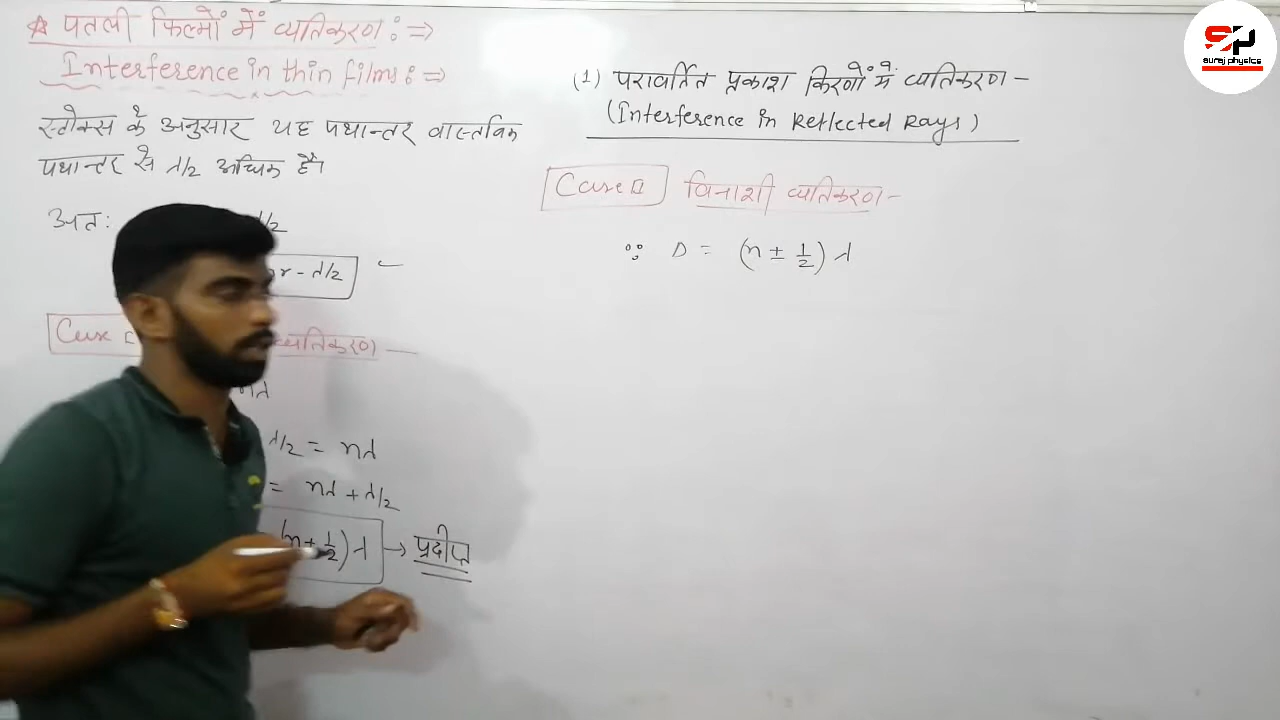 ☆ पतली फिल्मों में व्यतिकरण :⇒
Interference in thin films :⇒
स्टोक्स के अनुसार यह पथान्तर वास्तविक
पथान्तर से λ/2 अधिक है।
अत: λ/2
r - λ/2
Case व्यतिकरण
nλ
λ/2 = nλ
= nλ + λ/2
(n + 1/2) λ → प्रदीप्त
(1) परावर्तित प्रकाश किरणों में व्यतिकरण -
(Interference in Reflected Rays)
Case II विनाशी व्यतिकरण -
∵ D = (n ± 1/2) λ
SP
suraj physics